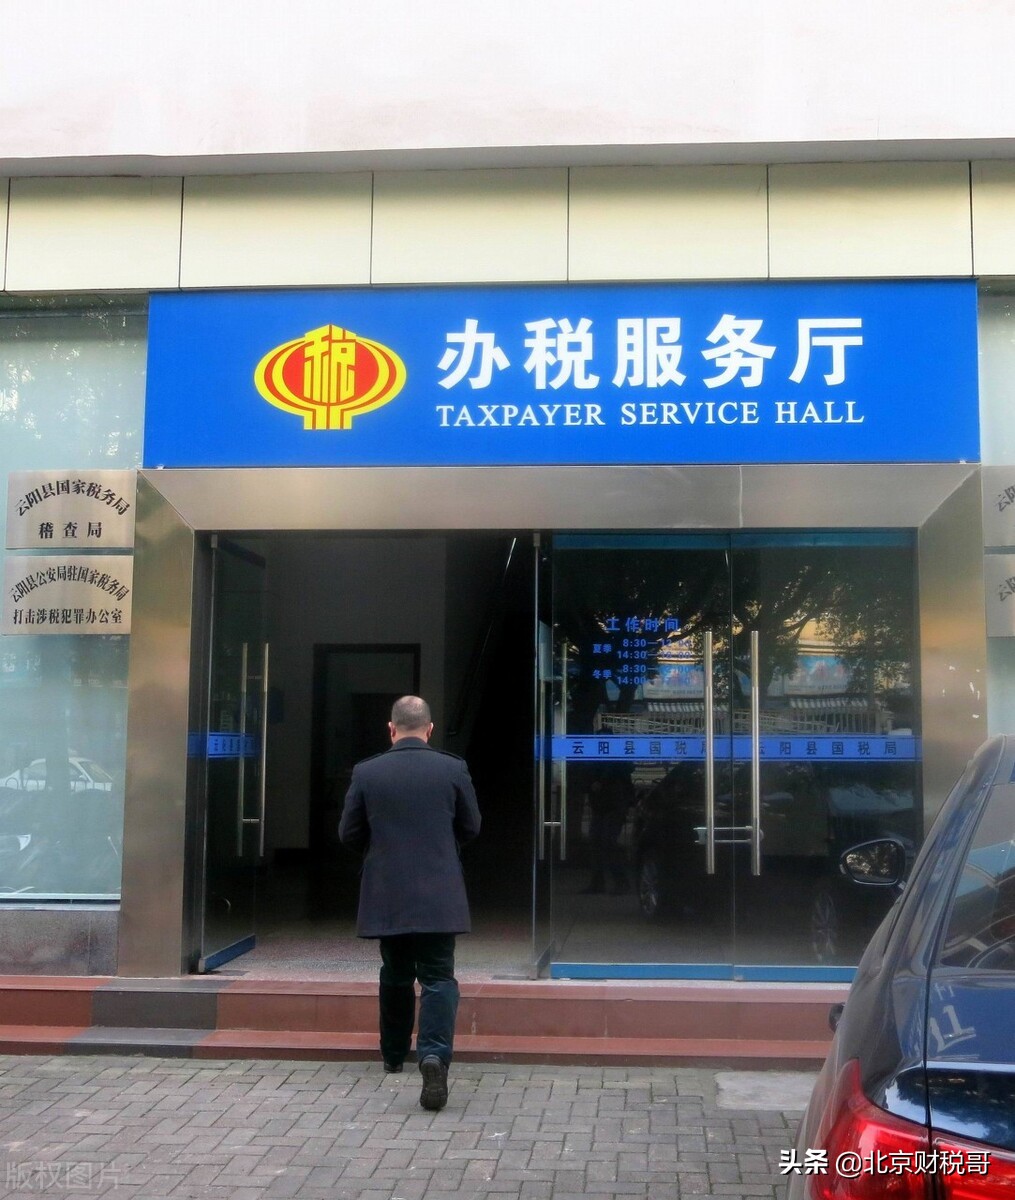 税
办税服务厅
TAXPAYER SERVICE HALL
云阳县国家税务局
稽查局
云阳县公安局驻国家税务局
打击涉税犯罪办公室
工作时间
夏季 8:30—
14:30—
冬季 8:30—
14:00
云阳县国税局
云阳县国税局
版权图片
头条 @北京财税哥